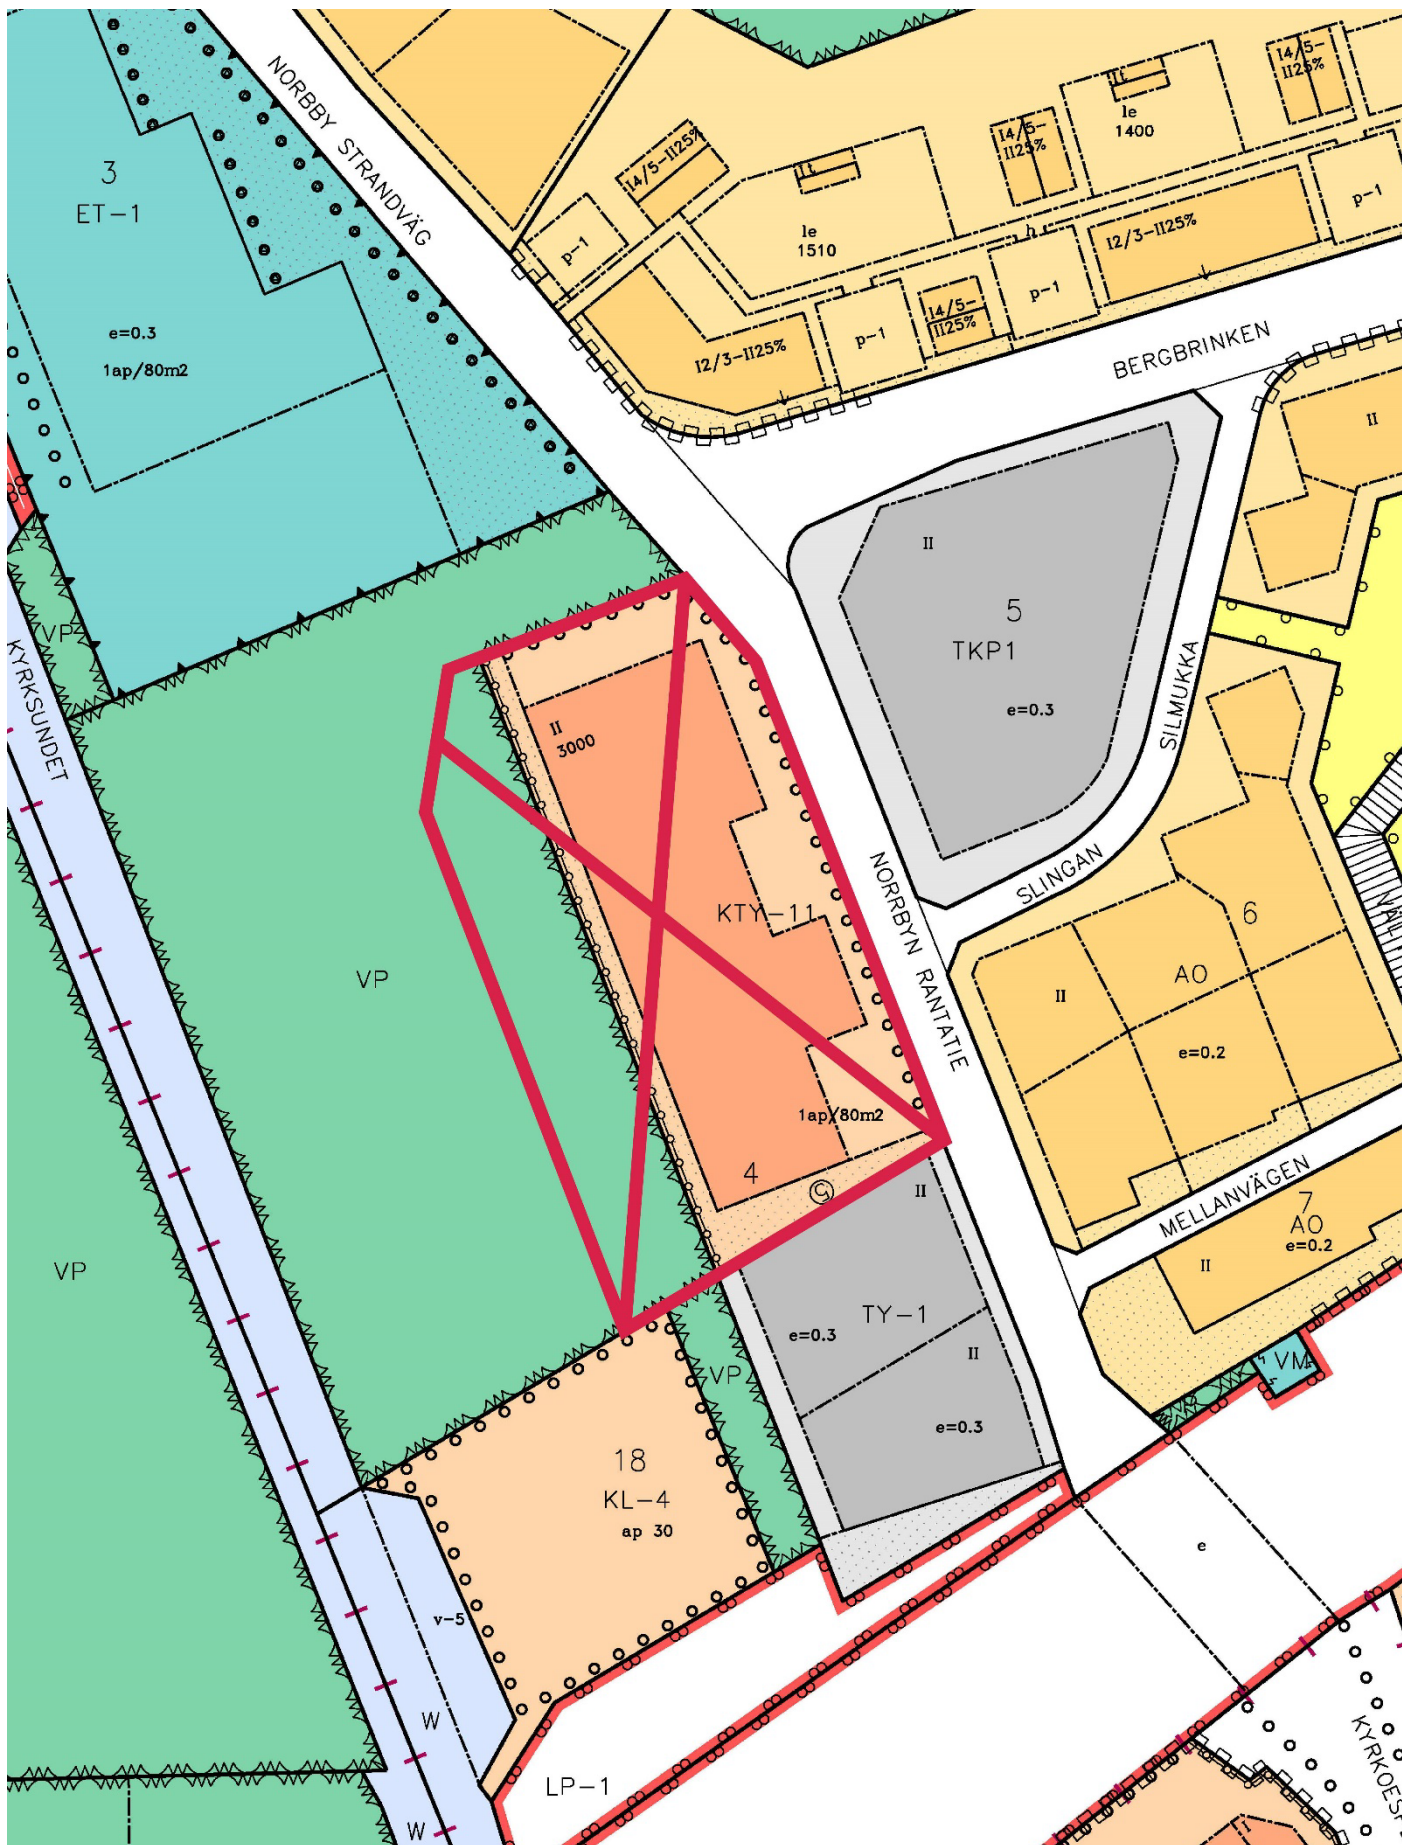 NORBBY STRANDVÄG
3
ET-1
e=0.3
1ap/80m2
I4/5-II25%
It
le
1510
p-1
I4/5-
II25%
It
le
1400
I4/5-
II25%
h
I2/3-II25%
p-1
I4/5-
II25%
p-1
I2/3-II25%
p-1
BERGBRINKEN
II
II
5
TKP1
e=0.3
SILMUKKA
SLINGAN
VP
KYRKSUNDET
II
3000
KTY-11
NORRBYN RANTATIE
VP
6
AO
II
e=0.2
1ap/80m2
4
5
II
MELLANVÄGEN
7
AO
e=0.2
II
VP
TY-1
e=0.3
II
VP
VM
e=0.3
18
KL-4
ap 30
e
v-5
W
LP-1
W
II